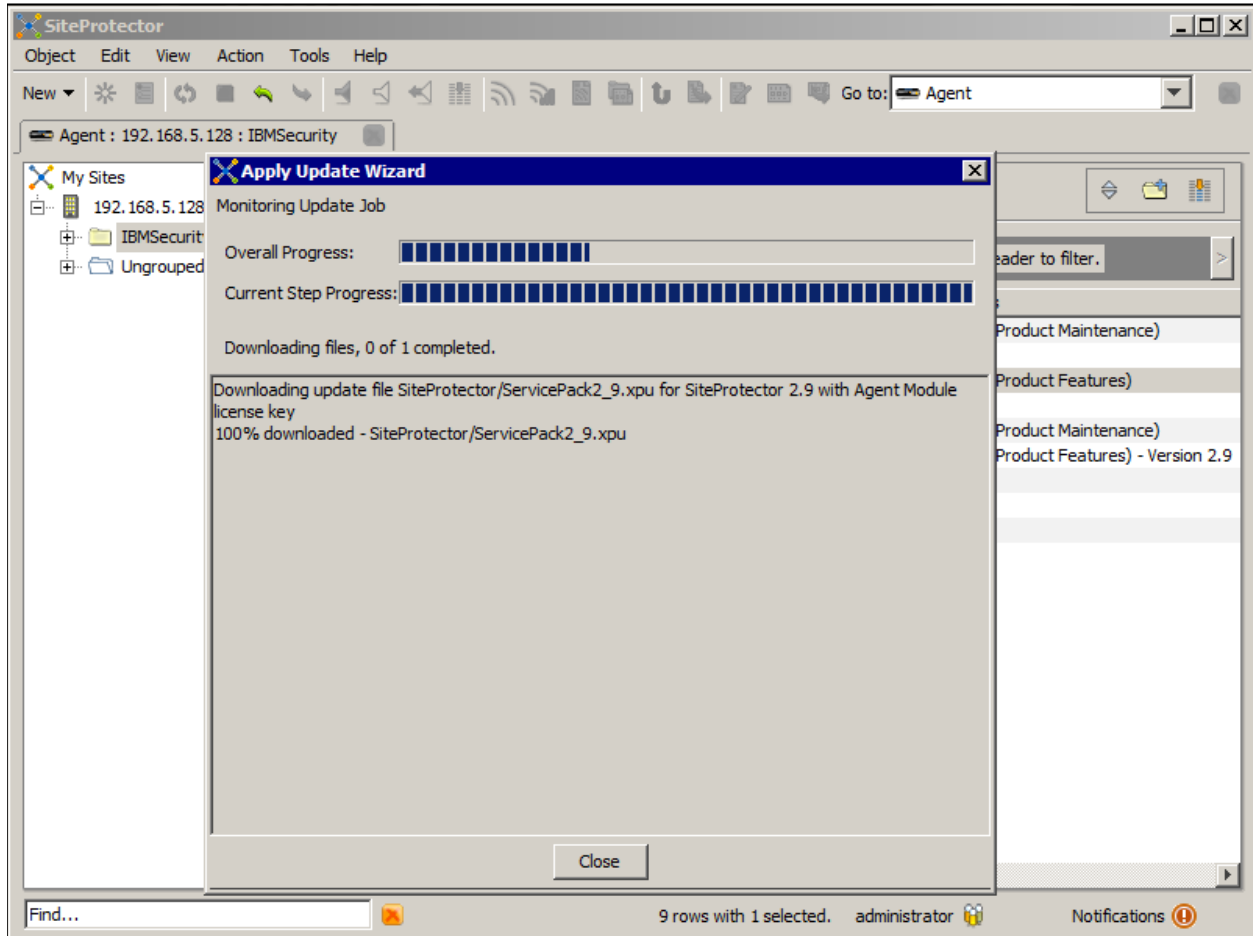 SiteProtector
Object Edit View Action Tools Help
New Go to: Agent
Agent : 192.168.5.128 : IBMSecurity
My Sites
192.168.5.128
IBMSecurit
Ungrouped
Apply Update Wizard
Monitoring Update Job
Overall Progress:
Current Step Progress:
Downloading files, 0 of 1 completed.
Downloading update file SiteProtector/ServicePack2_9.xpu for SiteProtector 2.9 with Agent Module
license key
100% downloaded - SiteProtector/ServicePack2_9.xpu
Close
eader to filter.
Product Maintenance)
Product Features)
Product Maintenance)
Product Features) - Version 2.9
Find... 9 rows with 1 selected. administrator Notifications